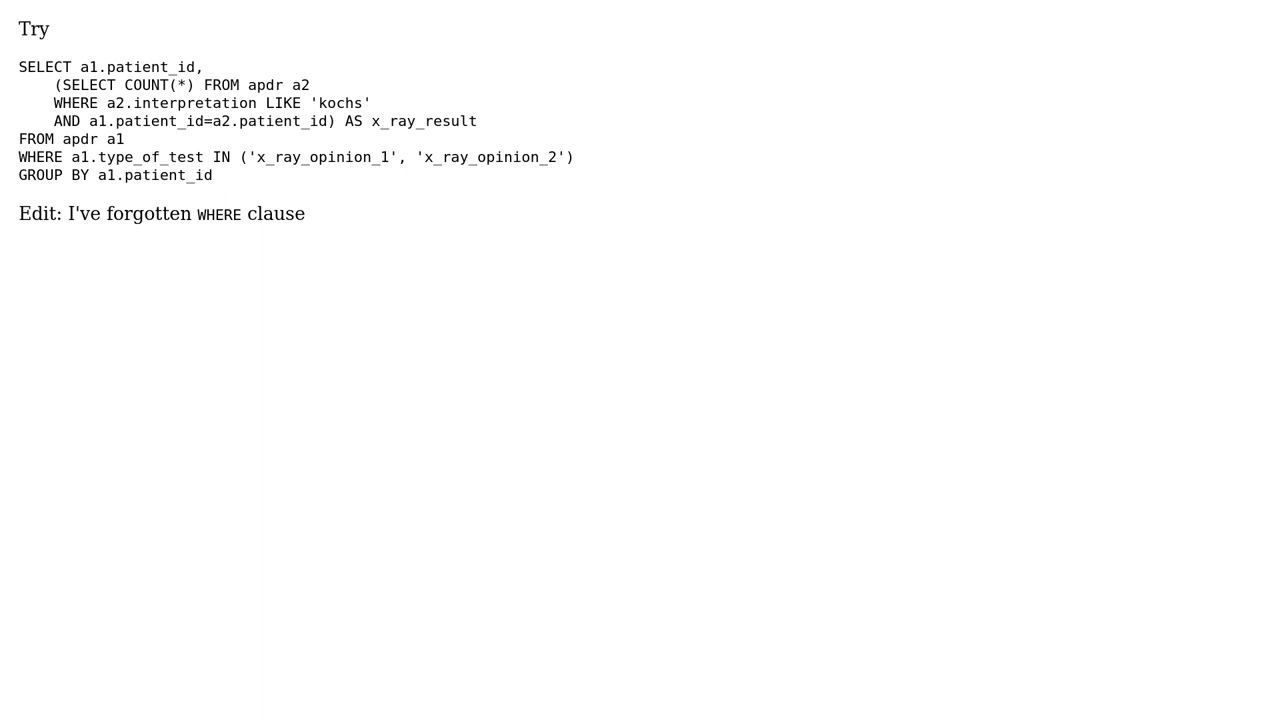 Try
SELECT a1.patient_id,
    (SELECT COUNT(*) FROM apdr a2
    WHERE a2.interpretation LIKE 'kochs'
    AND a1.patient_id=a2.patient_id) AS x_ray_result
FROM apdr a1
WHERE a1.type_of_test IN ('x_ray_opinion_1', 'x_ray_opinion_2')
GROUP BY a1.patient_id
Edit: I've forgotten WHERE clause